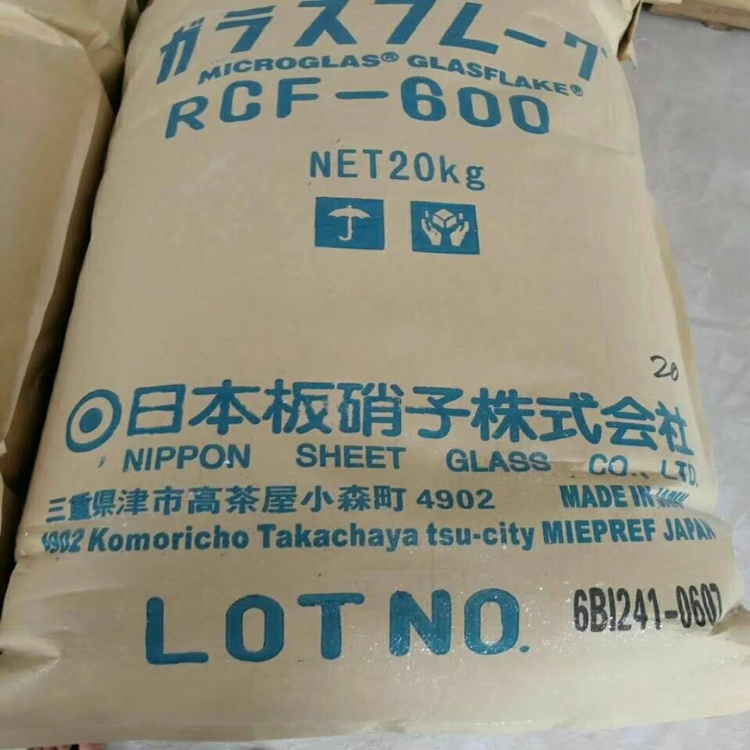 ガラスフレーク
MICROGLAS® GLASFLAKE®
RCF-600
NET20kg
20
日本板硝子株式会社
NIPPON SHEET GLASS CO., LTD.
三重県津市高茶屋小森町 4902
MADE IN
4902 Komoricho Takachaya tsu-city MIEPREF JAPAN
LOT NO. 6BI241-0607